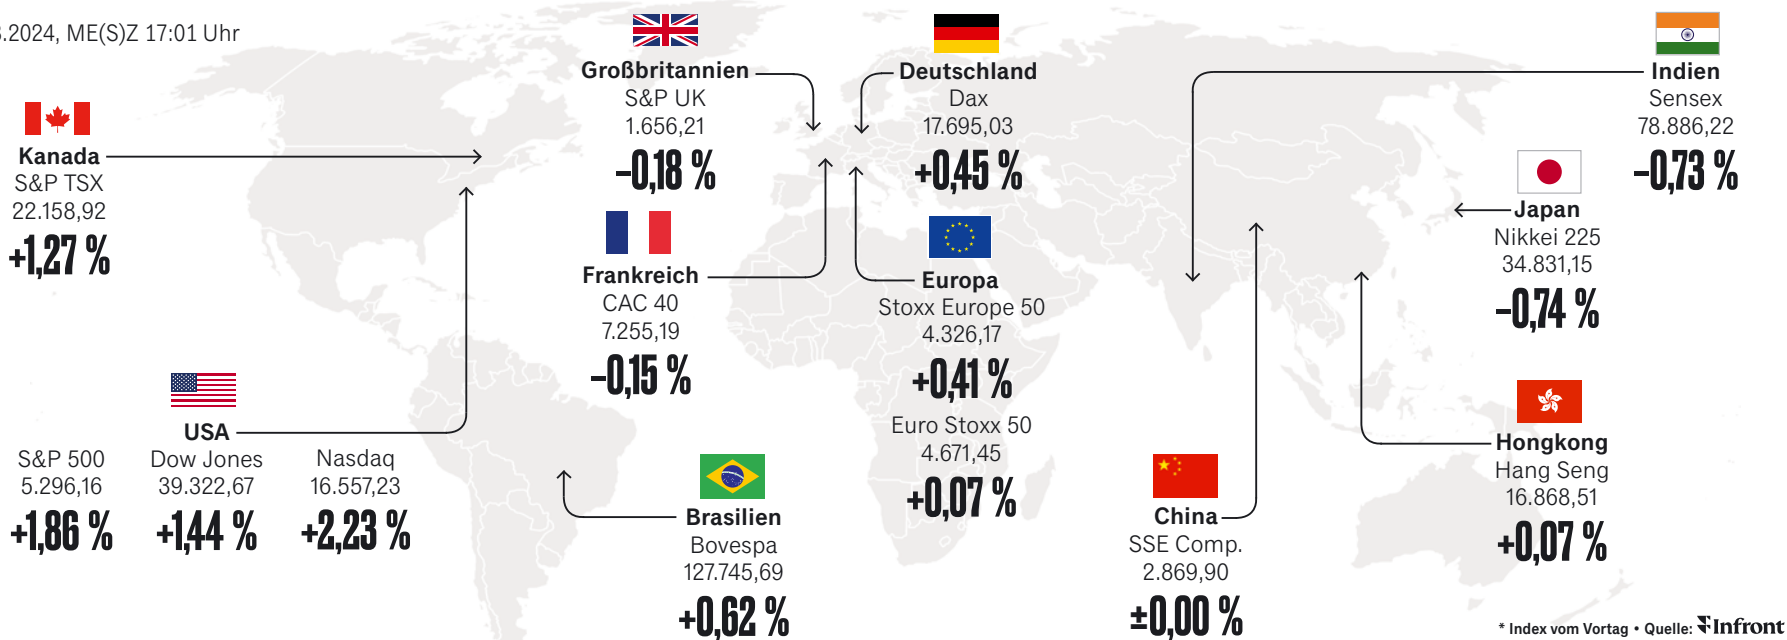 .2024, ME(S)Z 17:01 Uhr
Kanada
S&P TSX
22.158,92
+1,27 %
Großbritannien
S&P UK
1.656,21
–0,18 %
Deutschland
Dax
17.695,03
+0,45 %
Indien
Sensex
78.886,22
–0,73 %
Japan
Nikkei 225
34.831,15
–0,74 %
Frankreich
CAC 40
7.255,19
–0,15 %
Europa
Stoxx Europe 50
4.326,17
+0,41 %
Euro Stoxx 50
4.671,45
+0,07 %
USA
S&P 500
5.296,16
+1,86 %
Dow Jones
39.322,67
+1,44 %
Nasdaq
16.557,23
+2,23 %
Brasilien
Bovespa
127.745,69
+0,62 %
China
SSE Comp.
2.869,90
±0,00 %
Hongkong
Hang Seng
16.868,51
+0,07 %
* Index vom Vortag • Quelle: Infront